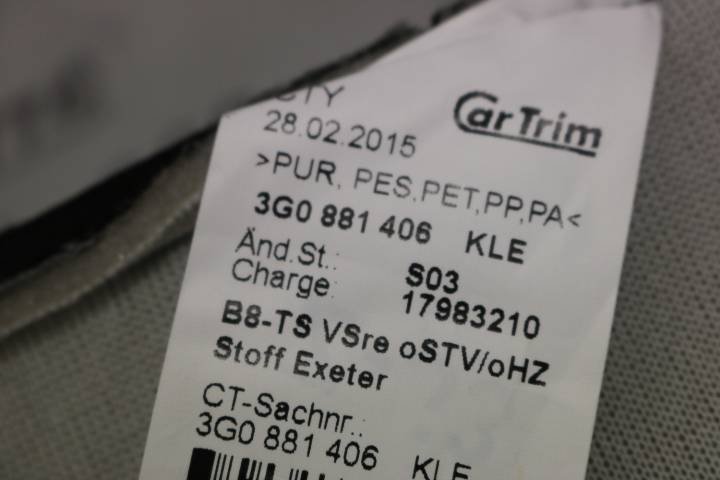 CTY
CarTrim
28.02.2015
>PUR, PES,PET,PP,PA<
3G0 881 406 KLE
Änd.St.: S03
Charge: 17983210
B8-TS VSre oSTV/oHZ
Stoff Exeter
CT-Sachnr.:
3G0 881 406 KLE